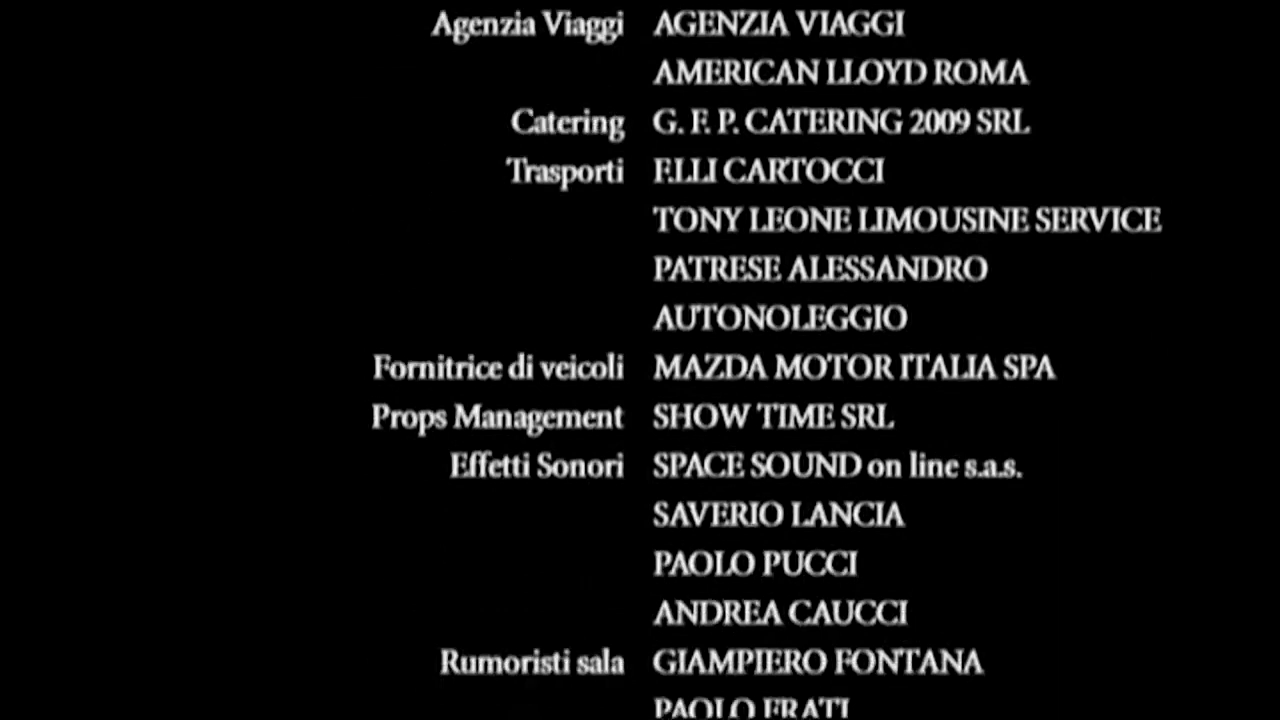 Agenzia Viaggi AGENZIA VIAGGI
AMERICAN LLOYD ROMA
Catering G. F. P. CATERING 2009 SRL
Trasporti F.LLI CARTOCCI
TONY LEONE LIMOUSINE SERVICE
PATRESE ALESSANDRO
AUTONOLEGGIO
Fornitrice di veicoli MAZDA MOTOR ITALIA SPA
Props Management SHOW TIME SRL
Effetti Sonori SPACE SOUND on line s.a.s.
SAVERIO LANCIA
PAOLO PUCCI
ANDREA CAUCCI
Rumoristi sala GIAMPIERO FONTANA
PAOLO FRATI